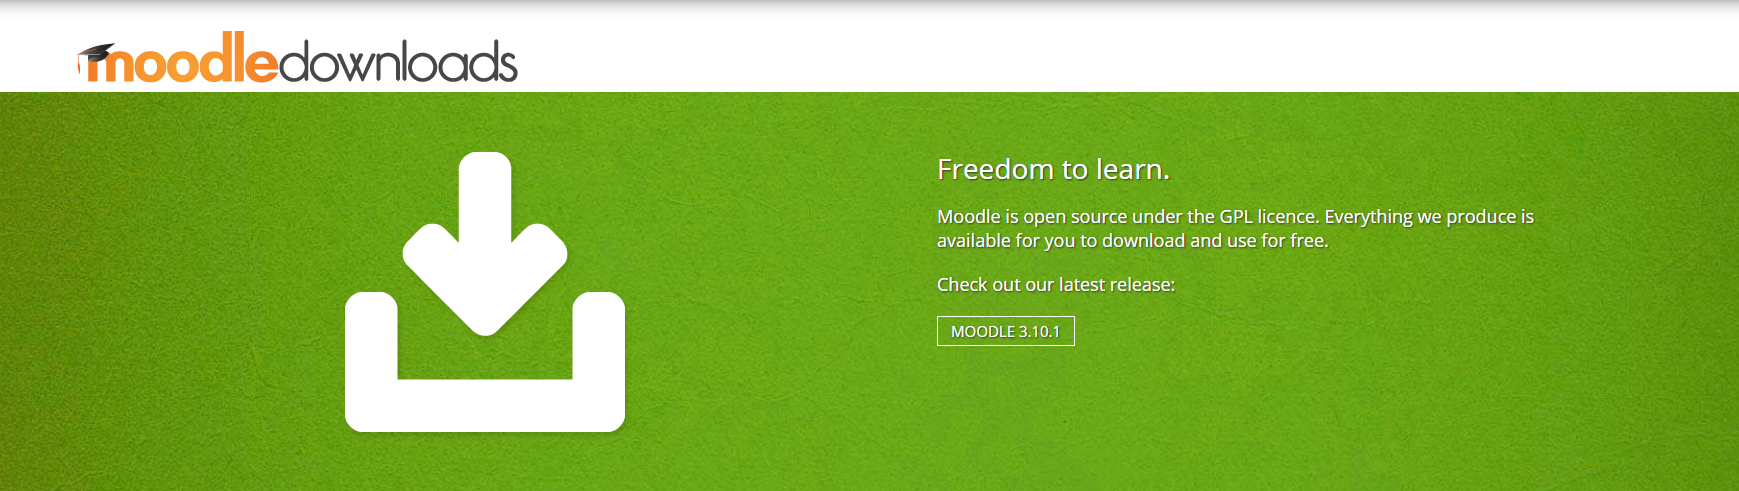 moodledownloads
Freedom to learn.
Moodle is open source under the GPL licence. Everything we produce is
available for you to download and use for free.
Check out our latest release:
MOODLE 3.10.1